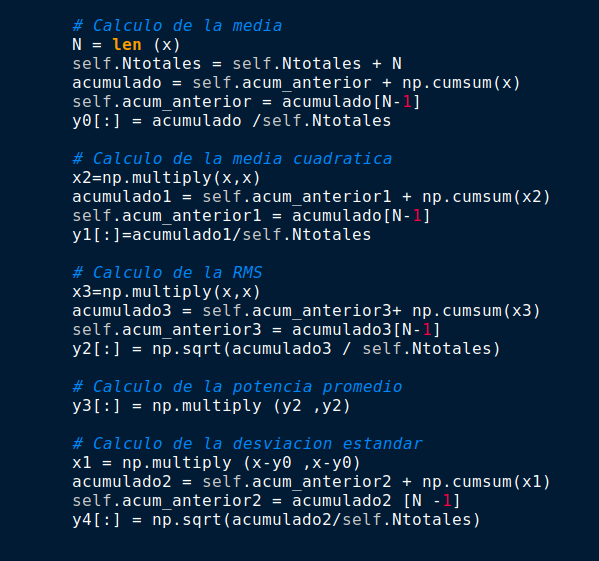 # Calculo de la media
N = len (x)
self.Ntotales = self.Ntotales + N
acumulado = self.acum_anterior + np.cumsum(x)
self.acum_anterior = acumulado[N-1]
y0[:] = acumulado /self.Ntotales
# Calculo de la media cuadratica
x2=np.multiply(x,x)
acumulado1 = self.acum_anterior1 + np.cumsum(x2)
self.acum_anterior1 = acumulado[N-1]
y1[:]=acumulado1/self.Ntotales
# Calculo de la RMS
x3=np.multiply(x,x)
acumulado3 = self.acum_anterior3+ np.cumsum(x3)
self.acum_anterior3 = acumulado3[N-1]
y2[:] = np.sqrt(acumulado3 / self.Ntotales)
# Calculo de la potencia promedio
y3[:] = np.multiply (y2 ,y2)
# Calculo de la desviacion estandar
x1 = np.multiply (x-y0 ,x-y0)
acumulado2 = self.acum_anterior2 + np.cumsum(x1)
self.acum_anterior2 = acumulado2 [N -1]
y4[:] = np.sqrt(acumulado2/self.Ntotales)